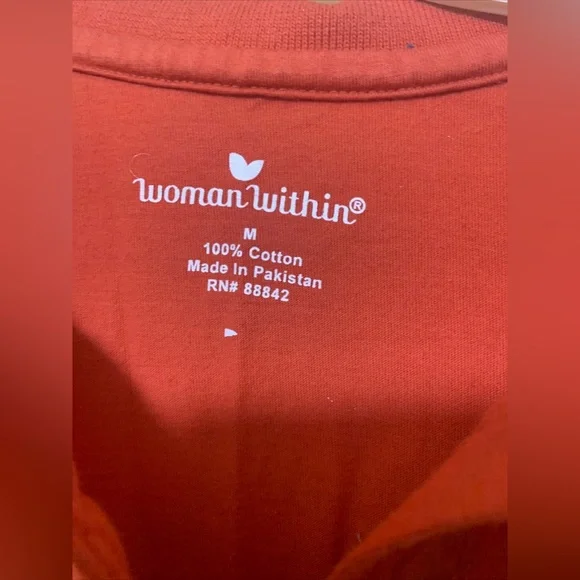 woman within®
M
100% Cotton
Made In Pakistan
RN# 88842